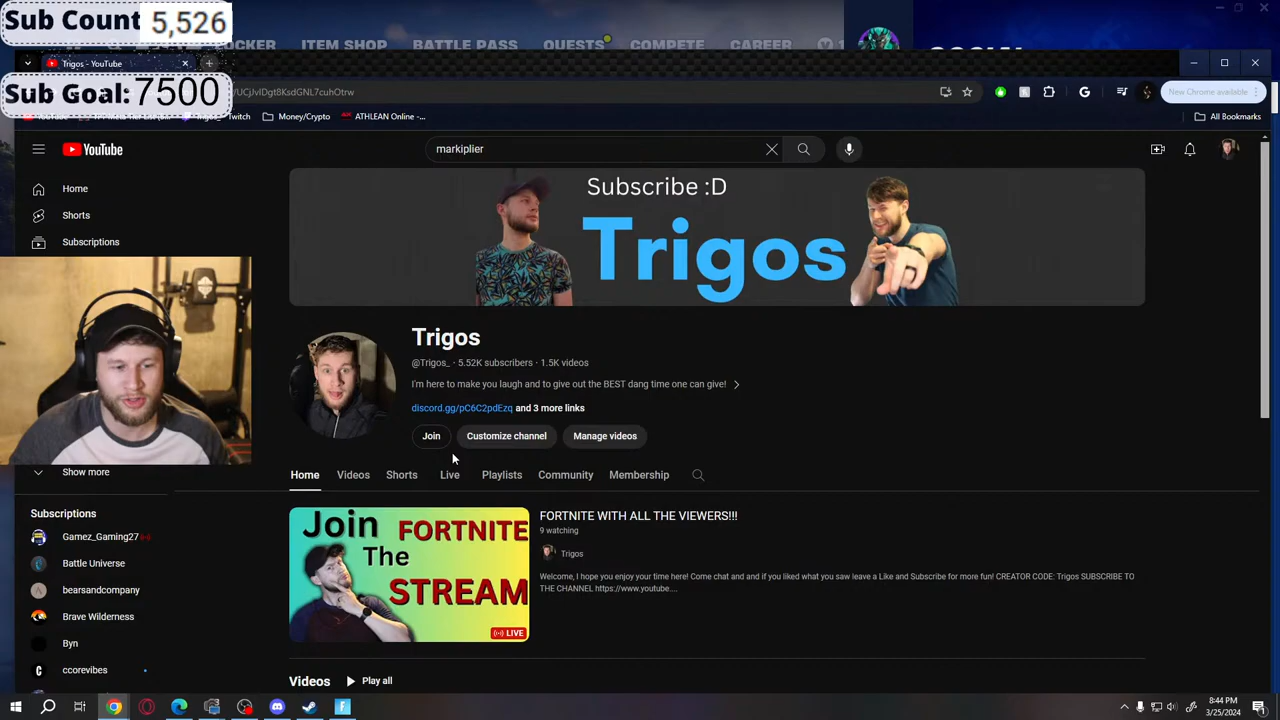 Sub Count 5,526
LOCKER ITEM SHOP BATTLE PASS QUESTS
Trigos - YouTube
Sub Goal: 7500
/UCjJvlDgt8KsdGNL7cuhOtrw
New Chrome available
Twitch Money/Crypto ATHLEAN Online -... All Bookmarks
YouTube markiplier
Home
Shorts
Subscriptions
Subscribe :D
Trigos
Trigos
@Trigos_ · 5.52K subscribers · 1.5K videos
I'm here to make you laugh and to give out the BEST dang time one can give!
discord.gg/pC6C2pdEzq and 3 more links
Join Customize channel Manage videos
Show more
Home Videos Shorts Live Playlists Community Membership
Subscriptions
Gamez_Gaming27
Battle Universe
bearsandcompany
Brave Wilderness
Byn
ccorevibes
Join The FORTNITE STREAM
LIVE
FORTNITE WITH ALL THE VIEWERS!!!
9 watching
Trigos
Welcome, I hope you enjoy your time here! Come chat and and if you liked what you saw leave a Like and Subscribe for more fun! CREATOR CODE: Trigos SUBSCRIBE TO
THE CHANNEL https://www.youtube....
Videos Play all
8:44 PM
3/25/2024